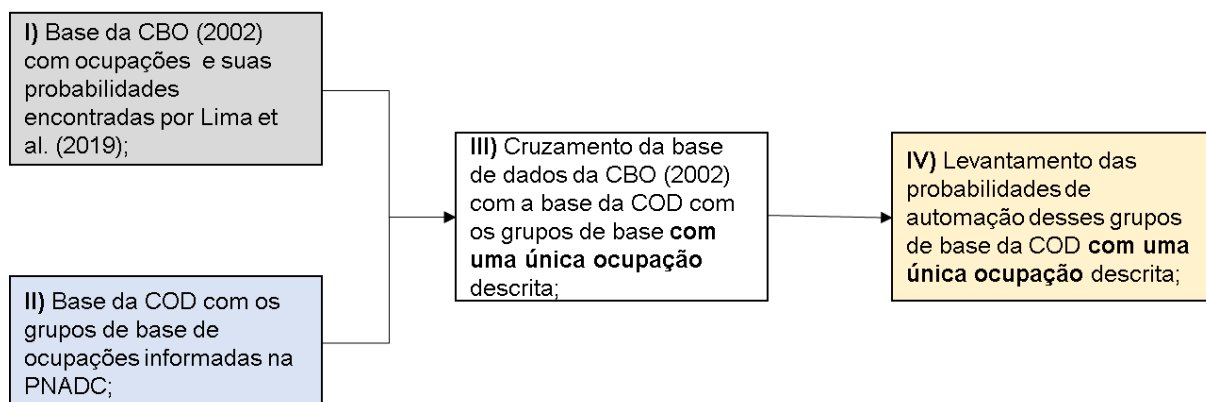 I) Base da CBO (2002)
com ocupações e suas
probabilidades
encontradas por Lima et
al. (2019);
II) Base da COD com os
grupos de base de
ocupações informadas na
PNADC;
III) Cruzamento da base
de dados da CBO (2002)
com a base da COD com
os grupos de base com
uma única ocupação
descrita;
IV) Levantamento das
probabilidades de
automação desses grupos
de base da COD com uma
única ocupação descrita;